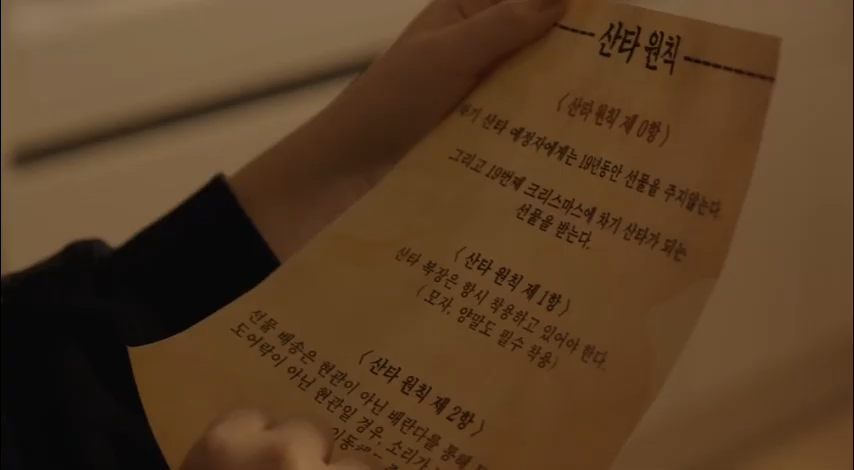 산타 원칙
〈 산타 원칙 제 0항 〉
차기 산타 예정자에게는 19년동안 선물을 주지않는다.
그리고 19번째 크리스마스에 차기 산타가 되는
선물을 받는다.
〈 산타 원칙 제 1항 〉
산타 복장은 항시 착용하고 있어야 한다.
( 모자, 양말도 필수 착용)
〈 산타 원칙 제 2항 〉
선물 배송은 현관이 아닌 베란다를 통해
도어락이 아닌 현관일 경우, 소리가
이동